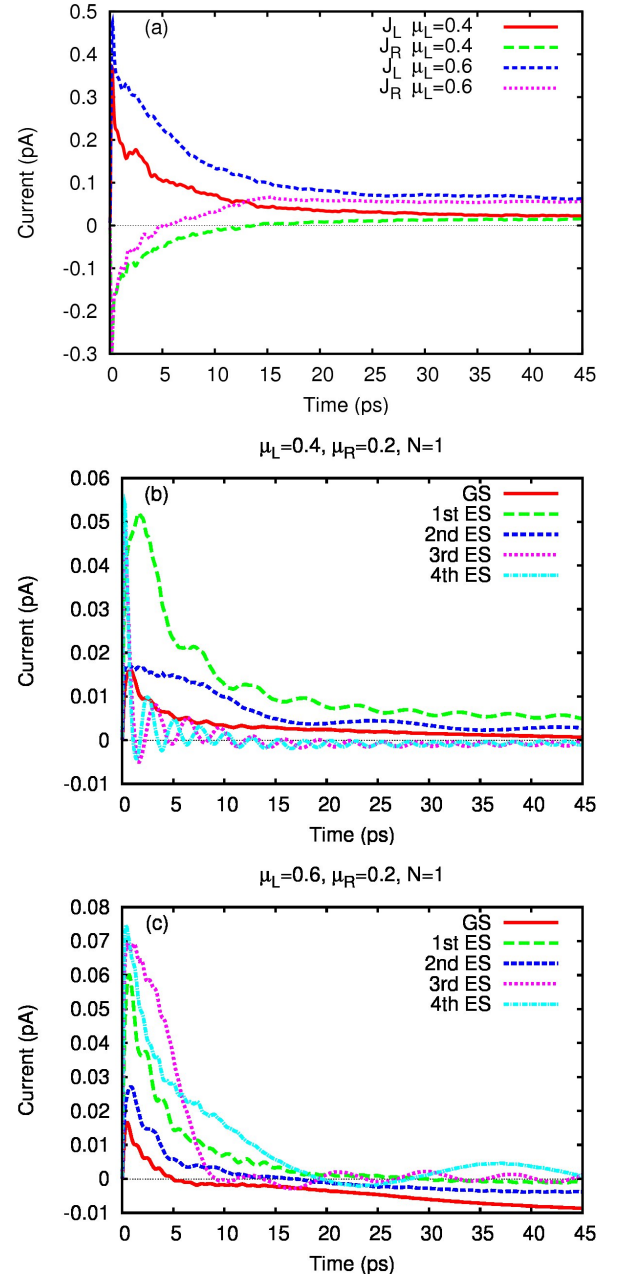 (a)
J_L μ_L=0.4
J_R μ_L=0.4
J_L μ_L=0.6
J_R μ_L=0.6
0.5
0.4
0.3
0.2
0.1
0
-0.1
-0.2
-0.3
Current (pA)
0 5 10 15 20 25 30 35 40 45
Time (ps)
μ_L=0.4, μ_R=0.2, N=1
(b)
GS
1st ES
2nd ES
3rd ES
4th ES
0.06
0.05
0.04
0.03
0.02
0.01
0
-0.01
Current (pA)
0 5 10 15 20 25 30 35 40 45
Time (ps)
μ_L=0.6, μ_R=0.2, N=1
(c)
GS
1st ES
2nd ES
3rd ES
4th ES
0.08
0.07
0.06
0.05
0.04
0.03
0.02
0.01
0
-0.01
Current (pA)
0 5 10 15 20 25 30 35 40 45
Time (ps)